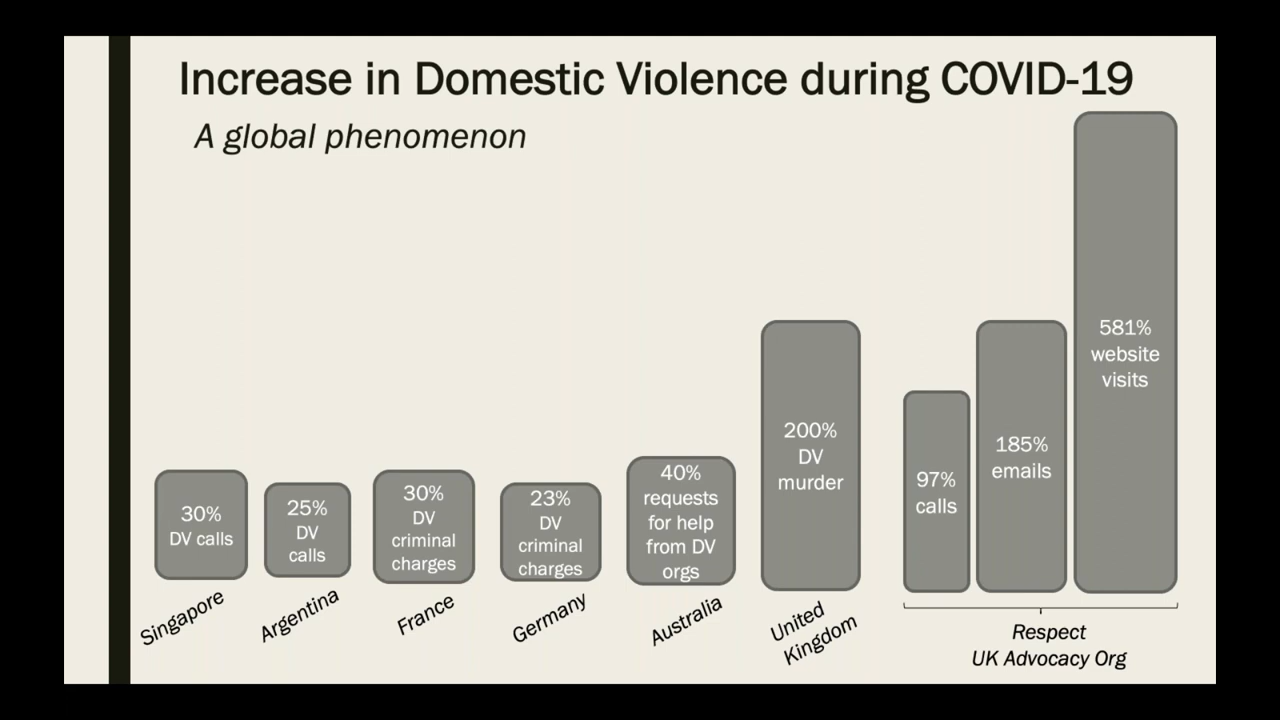 Increase in Domestic Violence during COVID-19
A global phenomenon
30%
DV calls
25%
DV
calls
30%
DV
criminal
charges
23%
DV
criminal
charges
40%
requests
for help
from DV
orgs
200%
DV
murder
97%
calls
185%
emails
581%
website
visits
Singapore
Argentina
France
Germany
Australia
United
Kingdom
Respect
UK Advocacy Org